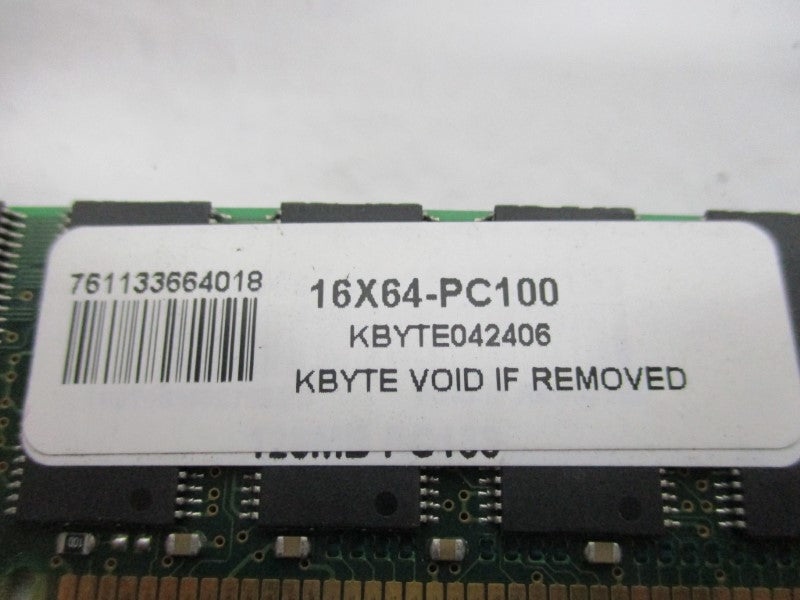 761133664018
16X64-PC100
KBYTE042406
KBYTE VOID IF REMOVED